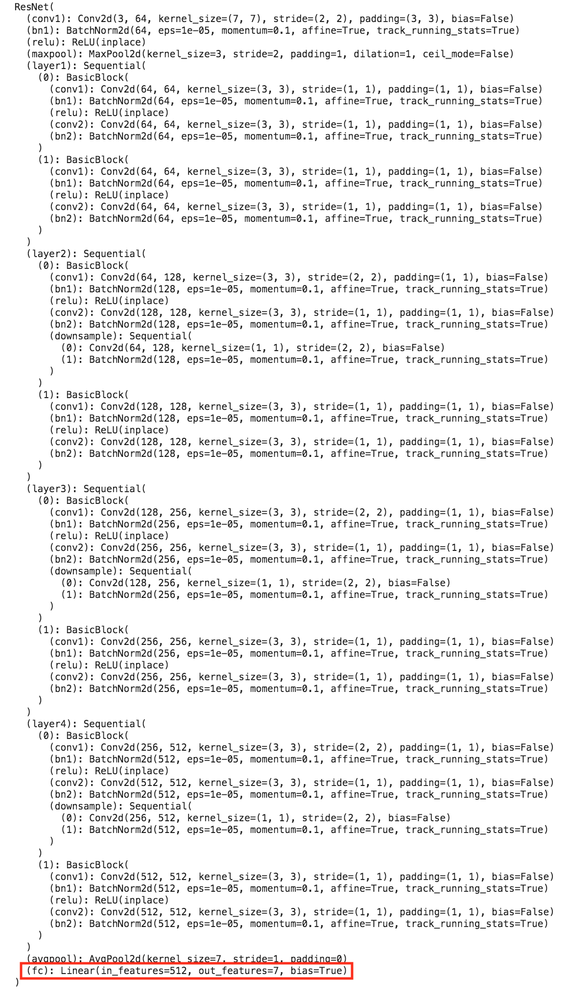 ResNet(
(conv1): Conv2d(3, 64, kernel_size=(7, 7), stride=(2, 2), padding=(3, 3), bias=False)
(bn1): BatchNorm2d(64, eps=1e-05, momentum=0.1, affine=True, track_running_stats=True)
(relu): ReLU(inplace)
(maxpool): MaxPool2d(kernel_size=3, stride=2, padding=1, dilation=1, ceil_mode=False)
(layer1): Sequential(
(0): BasicBlock(
(conv1): Conv2d(64, 64, kernel_size=(3, 3), stride=(1, 1), padding=(1, 1), bias=False)
(bn1): BatchNorm2d(64, eps=1e-05, momentum=0.1, affine=True, track_running_stats=True)
(relu): ReLU(inplace)
(conv2): Conv2d(64, 64, kernel_size=(3, 3), stride=(1, 1), padding=(1, 1), bias=False)
(bn2): BatchNorm2d(64, eps=1e-05, momentum=0.1, affine=True, track_running_stats=True)
)
(1): BasicBlock(
(conv1): Conv2d(64, 64, kernel_size=(3, 3), stride=(1, 1), padding=(1, 1), bias=False)
(bn1): BatchNorm2d(64, eps=1e-05, momentum=0.1, affine=True, track_running_stats=True)
(relu): ReLU(inplace)
(conv2): Conv2d(64, 64, kernel_size=(3, 3), stride=(1, 1), padding=(1, 1), bias=False)
(bn2): BatchNorm2d(64, eps=1e-05, momentum=0.1, affine=True, track_running_stats=True)
)
)
(layer2): Sequential(
(0): BasicBlock(
(conv1): Conv2d(64, 128, kernel_size=(3, 3), stride=(2, 2), padding=(1, 1), bias=False)
(bn1): BatchNorm2d(128, eps=1e-05, momentum=0.1, affine=True, track_running_stats=True)
(relu): ReLU(inplace)
(conv2): Conv2d(128, 128, kernel_size=(3, 3), stride=(1, 1), padding=(1, 1), bias=False)
(bn2): BatchNorm2d(128, eps=1e-05, momentum=0.1, affine=True, track_running_stats=True)
(downsample): Sequential(
(0): Conv2d(64, 128, kernel_size=(1, 1), stride=(2, 2), bias=False)
(1): BatchNorm2d(128, eps=1e-05, momentum=0.1, affine=True, track_running_stats=True)
)
)
(1): BasicBlock(
(conv1): Conv2d(128, 128, kernel_size=(3, 3), stride=(1, 1), padding=(1, 1), bias=False)
(bn1): BatchNorm2d(128, eps=1e-05, momentum=0.1, affine=True, track_running_stats=True)
(relu): ReLU(inplace)
(conv2): Conv2d(128, 128, kernel_size=(3, 3), stride=(1, 1), padding=(1, 1), bias=False)
(bn2): BatchNorm2d(128, eps=1e-05, momentum=0.1, affine=True, track_running_stats=True)
)
)
(layer3): Sequential(
(0): BasicBlock(
(conv1): Conv2d(128, 256, kernel_size=(3, 3), stride=(2, 2), padding=(1, 1), bias=False)
(bn1): BatchNorm2d(256, eps=1e-05, momentum=0.1, affine=True, track_running_stats=True)
(relu): ReLU(inplace)
(conv2): Conv2d(256, 256, kernel_size=(3, 3), stride=(1, 1), padding=(1, 1), bias=False)
(bn2): BatchNorm2d(256, eps=1e-05, momentum=0.1, affine=True, track_running_stats=True)
(downsample): Sequential(
(0): Conv2d(128, 256, kernel_size=(1, 1), stride=(2, 2), bias=False)
(1): BatchNorm2d(256, eps=1e-05, momentum=0.1, affine=True, track_running_stats=True)
)
)
(1): BasicBlock(
(conv1): Conv2d(256, 256, kernel_size=(3, 3), stride=(1, 1), padding=(1, 1), bias=False)
(bn1): BatchNorm2d(256, eps=1e-05, momentum=0.1, affine=True, track_running_stats=True)
(relu): ReLU(inplace)
(conv2): Conv2d(256, 256, kernel_size=(3, 3), stride=(1, 1), padding=(1, 1), bias=False)
(bn2): BatchNorm2d(256, eps=1e-05, momentum=0.1, affine=True, track_running_stats=True)
)
)
(layer4): Sequential(
(0): BasicBlock(
(conv1): Conv2d(256, 512, kernel_size=(3, 3), stride=(2, 2), padding=(1, 1), bias=False)
(bn1): BatchNorm2d(512, eps=1e-05, momentum=0.1, affine=True, track_running_stats=True)
(relu): ReLU(inplace)
(conv2): Conv2d(512, 512, kernel_size=(3, 3), stride=(1, 1), padding=(1, 1), bias=False)
(bn2): BatchNorm2d(512, eps=1e-05, momentum=0.1, affine=True, track_running_stats=True)
(downsample): Sequential(
(0): Conv2d(256, 512, kernel_size=(1, 1), stride=(2, 2), bias=False)
(1): BatchNorm2d(512, eps=1e-05, momentum=0.1, affine=True, track_running_stats=True)
)
)
(1): BasicBlock(
(conv1): Conv2d(512, 512, kernel_size=(3, 3), stride=(1, 1), padding=(1, 1), bias=False)
(bn1): BatchNorm2d(512, eps=1e-05, momentum=0.1, affine=True, track_running_stats=True)
(relu): ReLU(inplace)
(conv2): Conv2d(512, 512, kernel_size=(3, 3), stride=(1, 1), padding=(1, 1), bias=False)
(bn2): BatchNorm2d(512, eps=1e-05, momentum=0.1, affine=True, track_running_stats=True)
)
)
(avgpool): AvgPool2d(kernel_size=7, stride=1, padding=0)
(fc): Linear(in_features=512, out_features=7, bias=True)
)